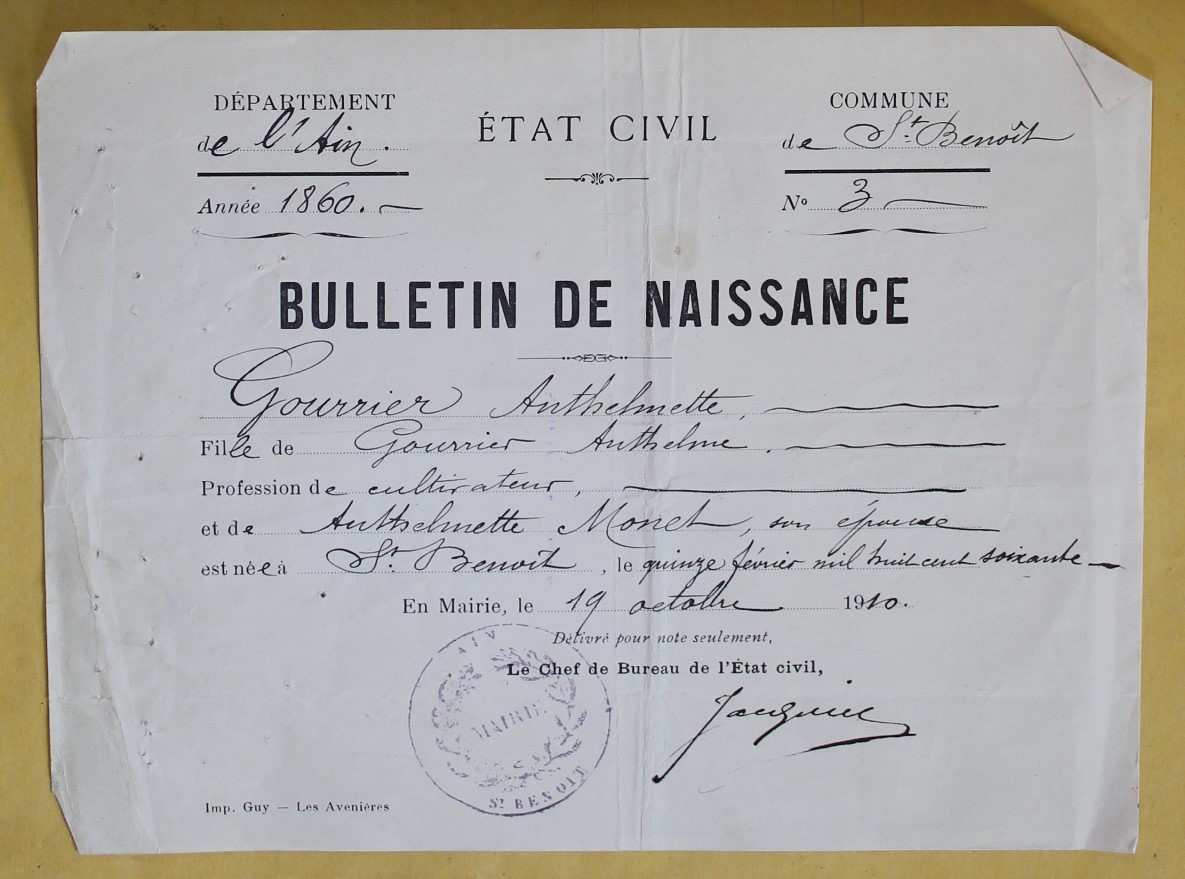 DÉPARTEMENT
de l'Ain.
Année 1860.
ÉTAT CIVIL
COMMUNE
de St. Benoît
No 3
BULLETIN DE NAISSANCE
Gourrier Anthelmette,
Fille de Gourrier Anthelme,
Profession de cultivateur,
et de Anthelmette Monet, son épouse
est née à St. Benoit, le quinze février mil huit cent soixante
En Mairie, le 19 octobre 1910.
Délivré pour note seulement,
Le Chef de Bureau de l'État civil,
AIN
MAIRIE
ST BENOIT
Imp. Guy — Les Avenières